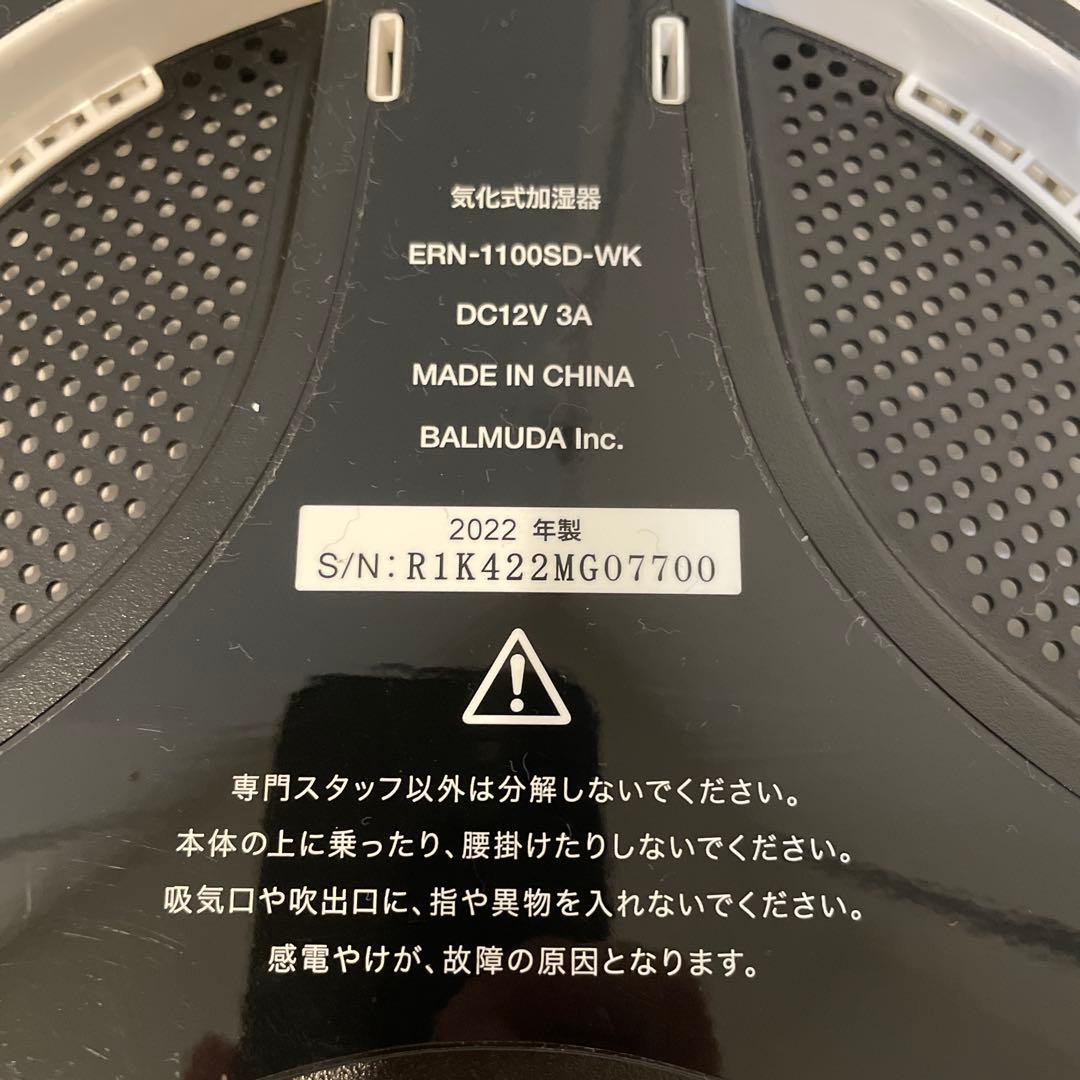 気化式加湿器
ERN-1100SD-WK
DC12V 3A
MADE IN CHINA
BALMUDA Inc.
2022 年製
S/N: R1K422MG07700
専門スタッフ以外は分解しないでください。
本体の上に乗ったり、腰掛けたりしないでください。
吸気口や吹出口に、指や異物を入れないでください。
感電やけが、故障の原因となります。